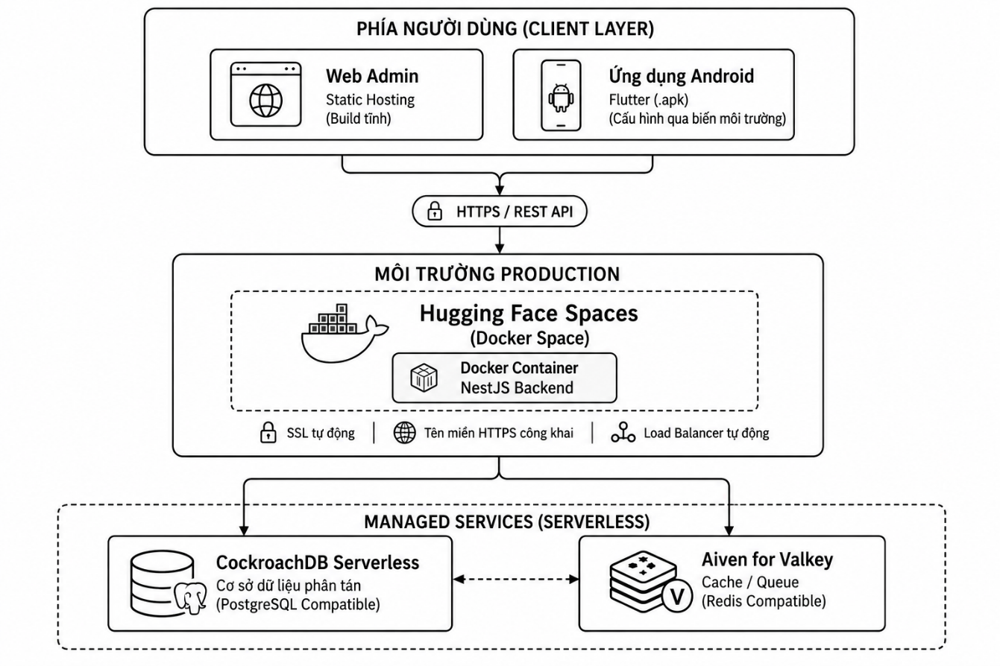 PHÍA NGƯỜI DÙNG (CLIENT LAYER)
Web Admin
Static Hosting
(Build tĩnh)
Ứng dụng Android
Flutter (.apk)
(Cấu hình qua biến môi trường)
HTTPS / REST API
MÔI TRƯỜNG PRODUCTION
Hugging Face Spaces
(Docker Space)
Docker Container
NestJS Backend
SSL tự động
Tên miền HTTPS công khai
Load Balancer tự động
MANAGED SERVICES (SERVERLESS)
CockroachDB Serverless
Cơ sở dữ liệu phân tán
(PostgreSQL Compatible)
Aiven for Valkey
Cache / Queue
(Redis Compatible)
V